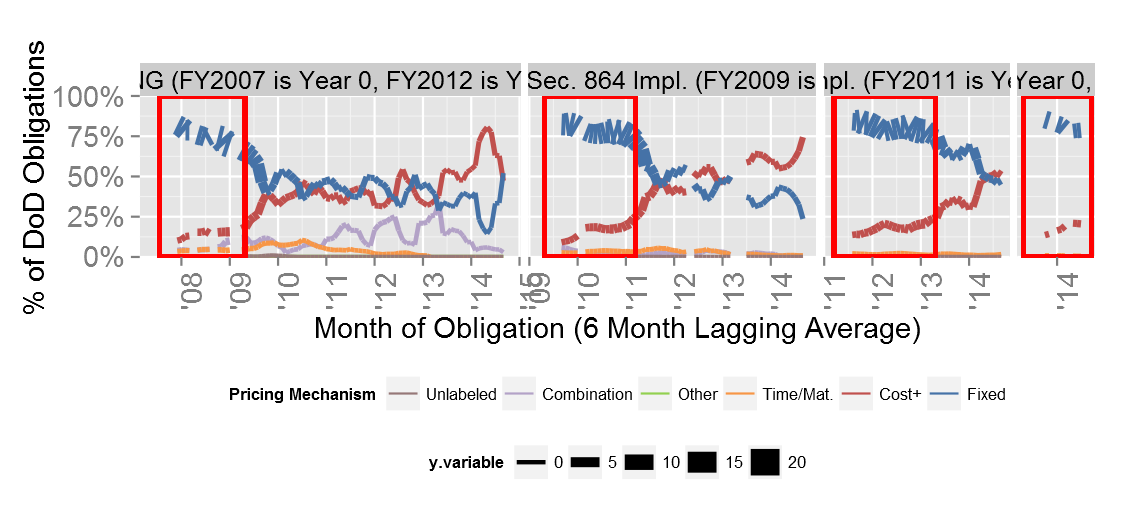 NG (FY2007 is Year 0, FY2012 is Y
Sec. 864 Impl. (FY2009 is
mpl. (FY2011 is Ye
Year 0,
% of DoD Obligations
100%
75%
50%
25%
0%
'08 '09 '10 '11 '12 '13 '14 '15
'09 '10 '11 '12 '13 '14
'11 '12 '13 '14
'14
Month of Obligation (6 Month Lagging Average)
Pricing Mechanism Unlabeled Combination Other Time/Mat. Cost+ Fixed
y.variable 0 5 10 15 20